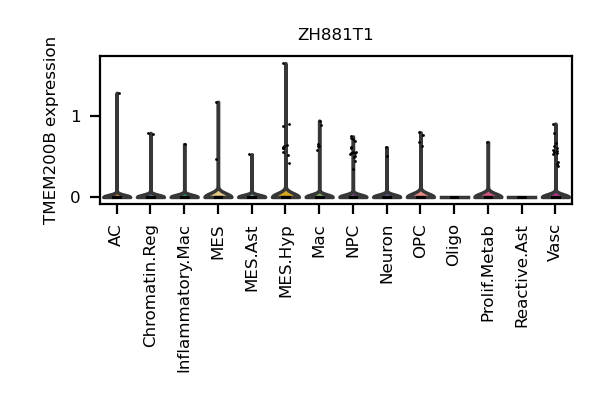 ZH881T1
TMEM200B expression
1
0
AC
Chromatin.Reg
Inflammatory.Mac
MES
MES.Ast
MES.Hyp
Mac
NPC
Neuron
OPC
Oligo
Prolif.Metab
Reactive.Ast
Vasc